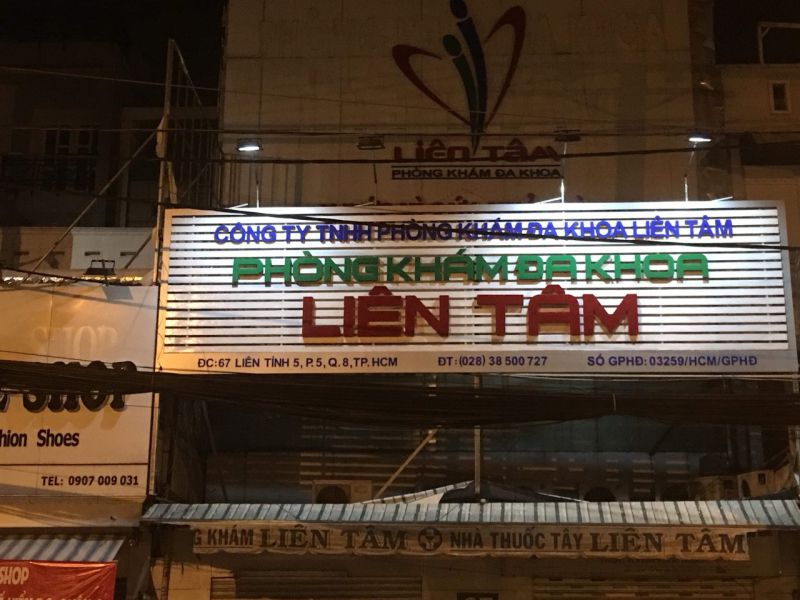 LIÊN TÂM
PHÒNG KHÁM ĐA KHOA
CÔNG TY TNHH PHÒNG KHÁM ĐA KHOA LIÊN TÂM
PHÒNG KHÁM ĐA KHOA
LIÊN TÂM
ĐC: 67 LIÊN TỈNH 5, P. 5, Q. 8, TP. HCM ĐT: (028) 38 500 727 SỐ GPHĐ: 03259/HCM/GPHĐ
SHOP
SHOP
hion Shoes
TEL: 0907 009 031
G KHÁM LIÊN TÂM NHÀ THUỐC TÂY LIÊN TÂM
SHOP